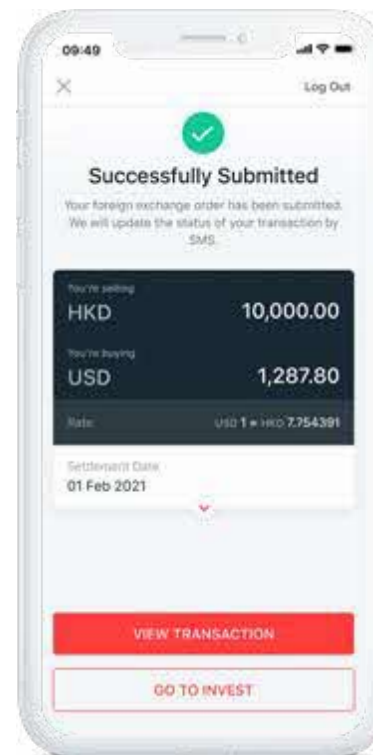 09:49
Log Out
Successfully Submitted
Your foreign exchange order has been submitted.
We will update the status of your transaction by
SMS.
You're selling
HKD 10,000.00
You're buying
USD 1,287.80
Rate USD 1 = HKD 7.754391
Settlement Date
01 Feb 2021
VIEW TRANSACTION
GO TO INVEST